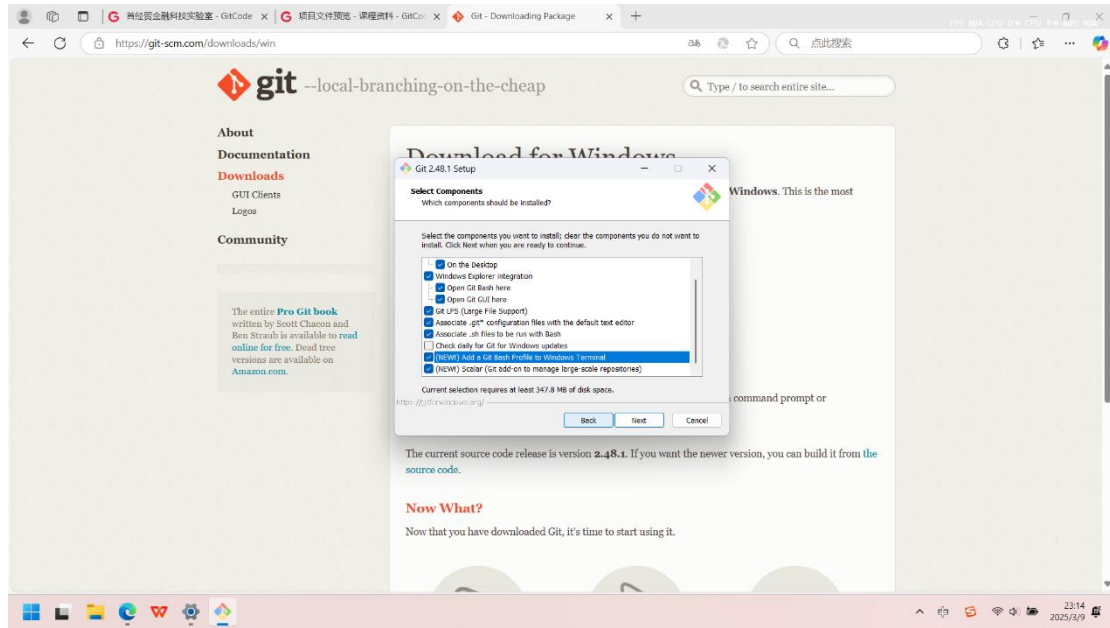 首经贸金融科技实验室 - GitCode
项目文件预览 - 课程资料 - GitCo
Git - Downloading Package
https://git-scm.com/downloads/win
点此搜索
git --local-branching-on-the-cheap
Type / to search entire site...
About
Documentation
Downloads
GUI Clients
Logos
Community
The entire Pro Git book
written by Scott Chacon and
Ben Straub is available to read
online for free. Dead tree
versions are available on
Amazon.com.
Download for Windows
Windows. This is the most
Git 2.48.1 Setup
Select Components
Which components should be installed?
Select the components you want to install; clear the components you do not want to
install. Click Next when you are ready to continue.
On the Desktop
Windows Explorer integration
Open Git Bash here
Open Git GUI here
Git LFS (Large File Support)
Associate .git* configuration files with the default text editor
Associate .sh files to be run with Bash
Check daily for Git for Windows updates
(NEW!) Add a Git Bash Profile to Windows Terminal
(NEW!) Scalar (Git add-on to manage large-scale repositories)
Current selection requires at least 347.8 MB of disk space.
https://gitforwindows.org/
Back
Next
Cancel
command prompt or
The current source code release is version 2.48.1. If you want the newer version, you can build it from the
source code.
Now What?
Now that you have downloaded Git, it's time to start using it.
23:14
2025/3/9